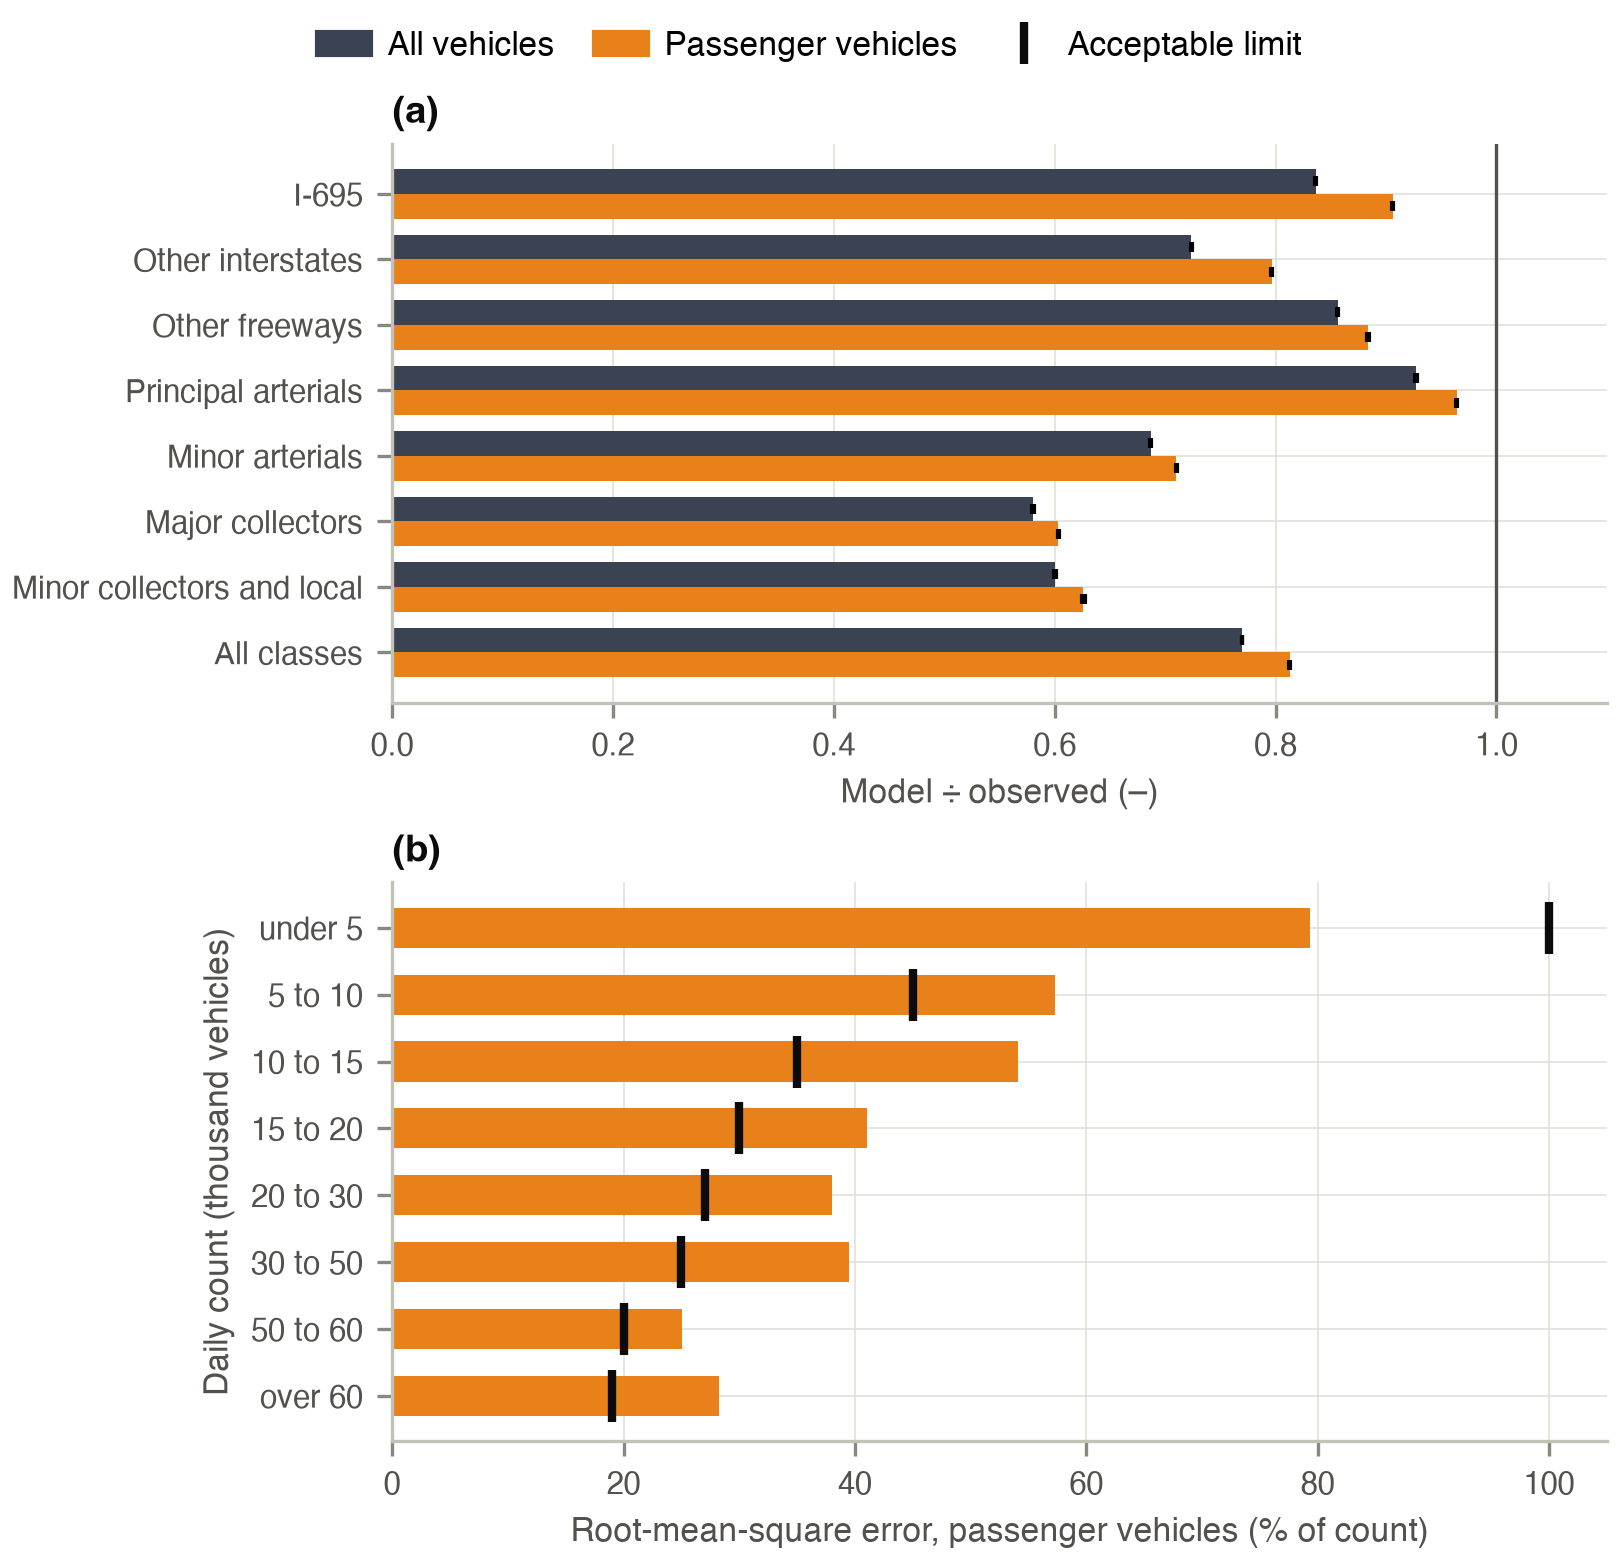 All vehicles Passenger vehicles Acceptable limit
(a)
I-695
Other interstates
Other freeways
Principal arterials
Minor arterials
Major collectors
Minor collectors and local
All classes
0.0 0.2 0.4 0.6 0.8 1.0
Model ÷ observed (–)
(b)
Daily count (thousand vehicles)
under 5
5 to 10
10 to 15
15 to 20
20 to 30
30 to 50
50 to 60
over 60
0 20 40 60 80 100
Root-mean-square error, passenger vehicles (% of count)